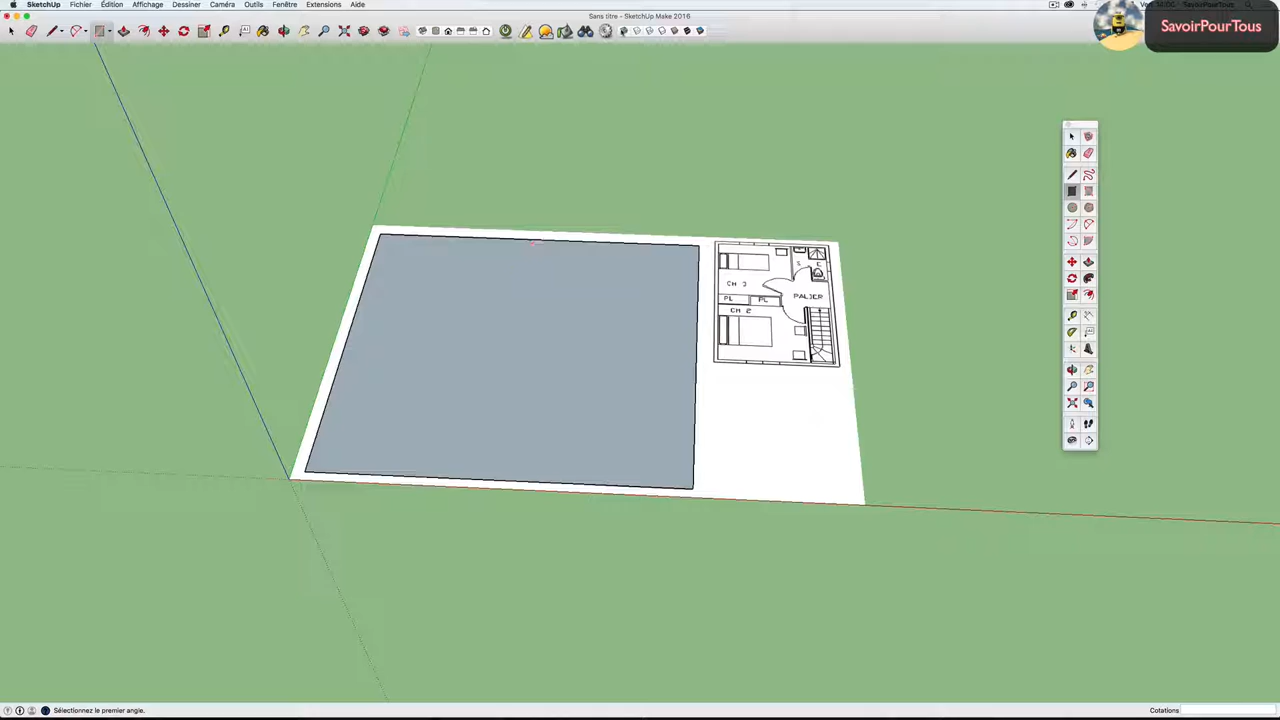 SketchUp Fichier Édition Affichage Dessiner Caméra Outils Fenêtre Extensions Aide
SavoirPourTous
Sans titre - SketchUp Make 2016
SavoirPourTous
S. C
CH 3
PL PL
PALIER
CH 2
Sélectionnez le premier angle.
Cotations